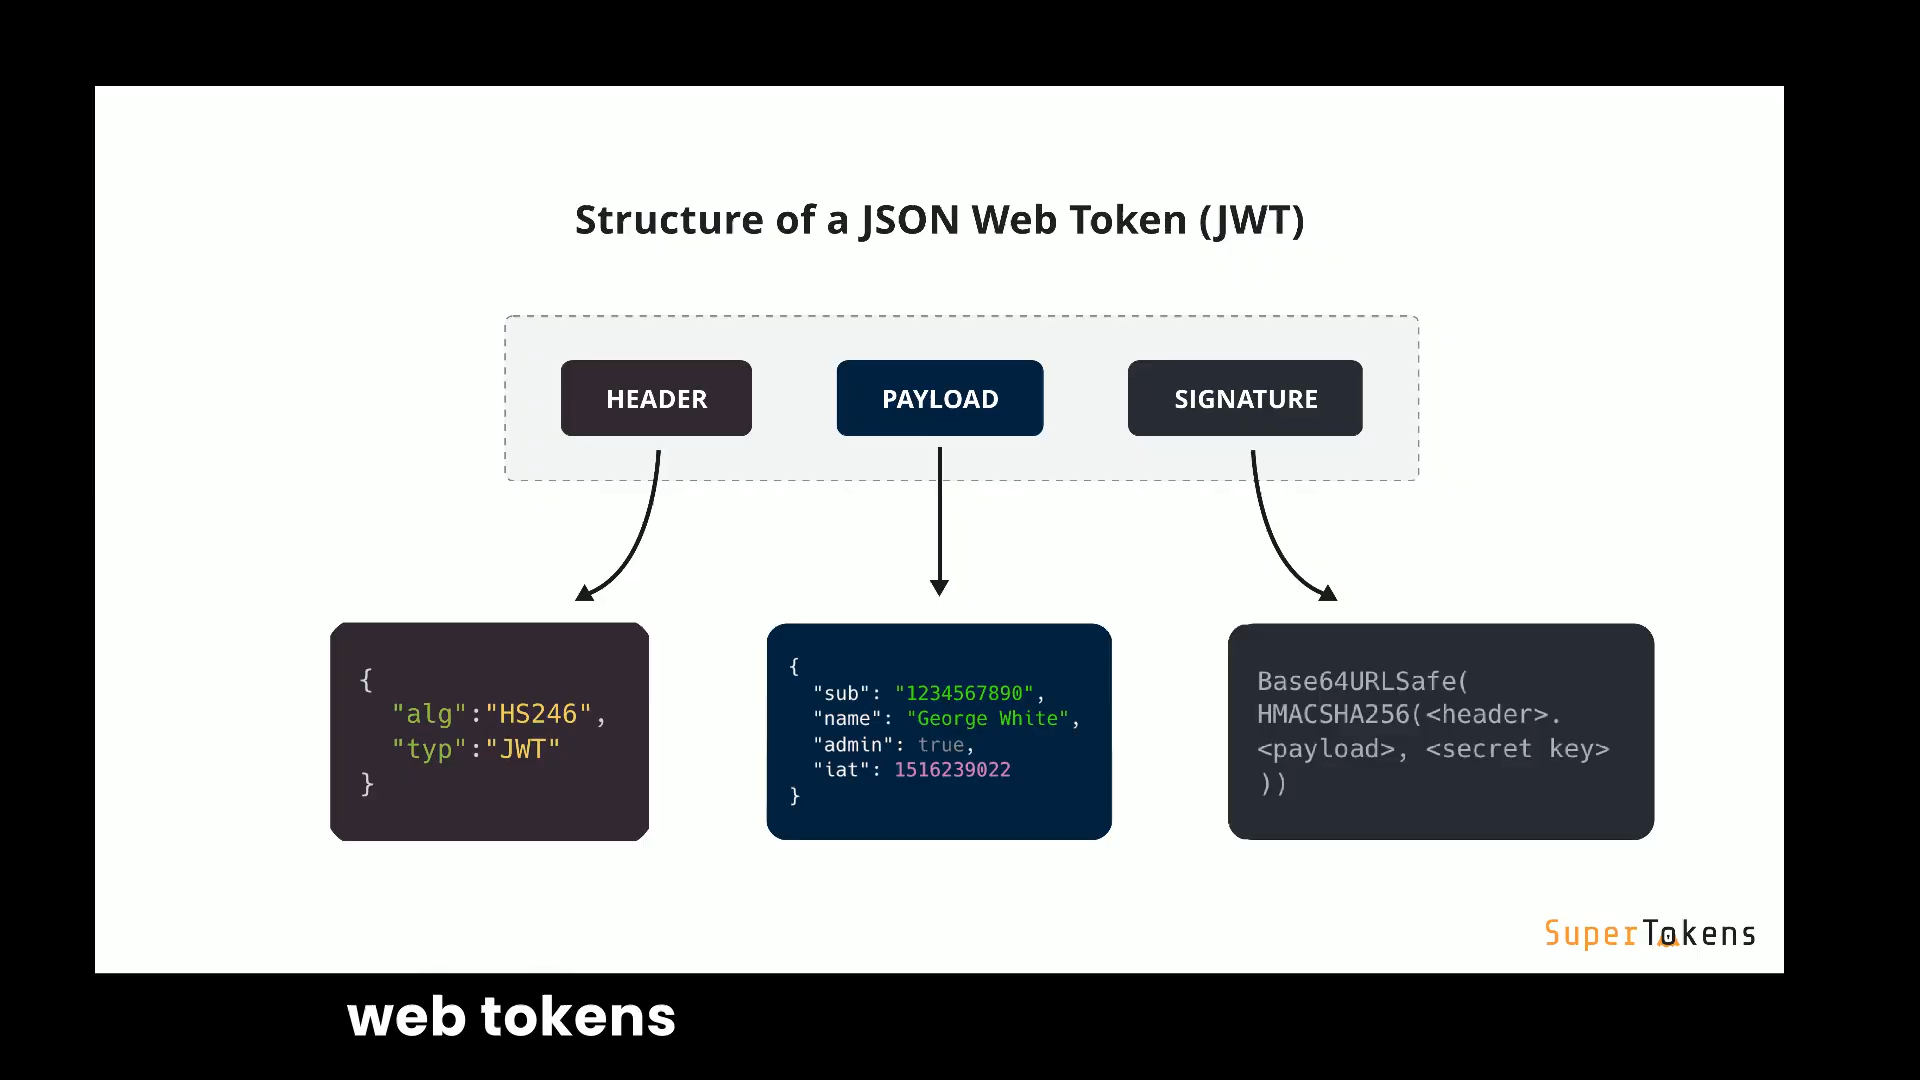 Structure of a JSON Web Token (JWT)
HEADER
PAYLOAD
SIGNATURE
{
"alg":"HS246",
"typ":"JWT"
}
{
"sub": "1234567890",
"name": "George White",
"admin": true,
"iat": 1516239022
}
Base64URLSafe(
HMACSHA256(<header>.
<payload>, <secret key>
))
SuperTokens
web tokens